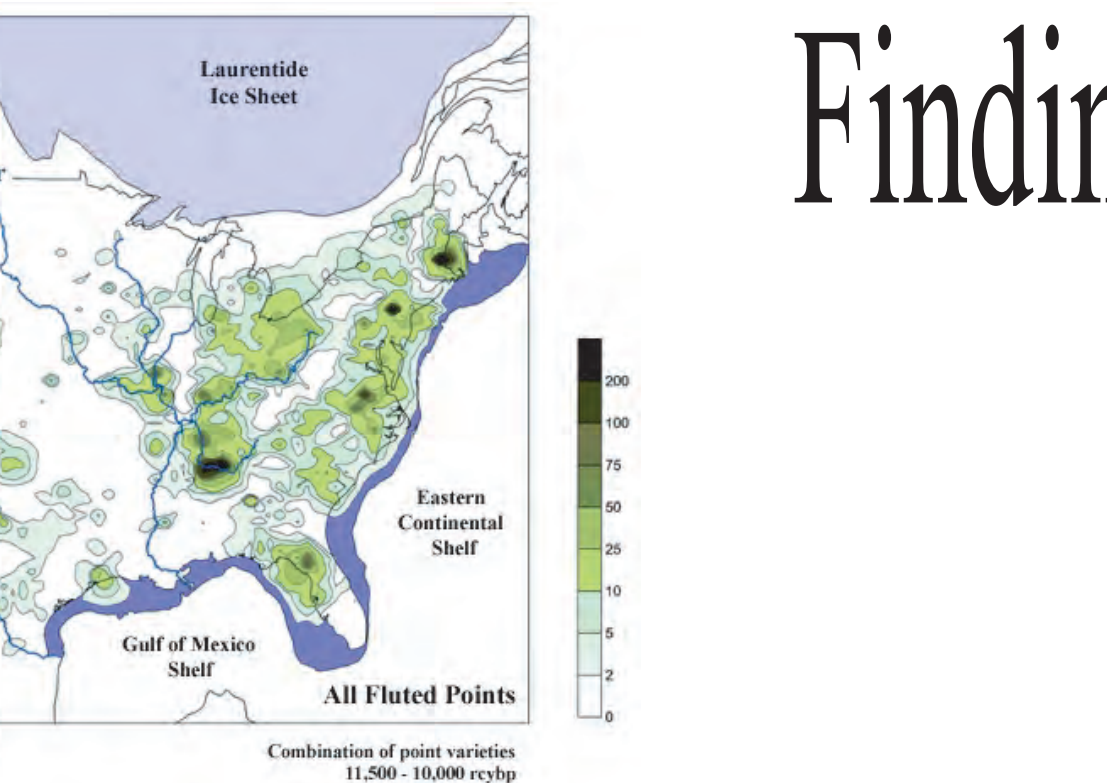 Laurentide
Ice Sheet
Eastern
Continental
Shelf
Gulf of Mexico
Shelf
All Fluted Points
Combination of point varieties
11,500 - 10,000 rcybp
200
100
75
50
25
10
5
2
0
Findin